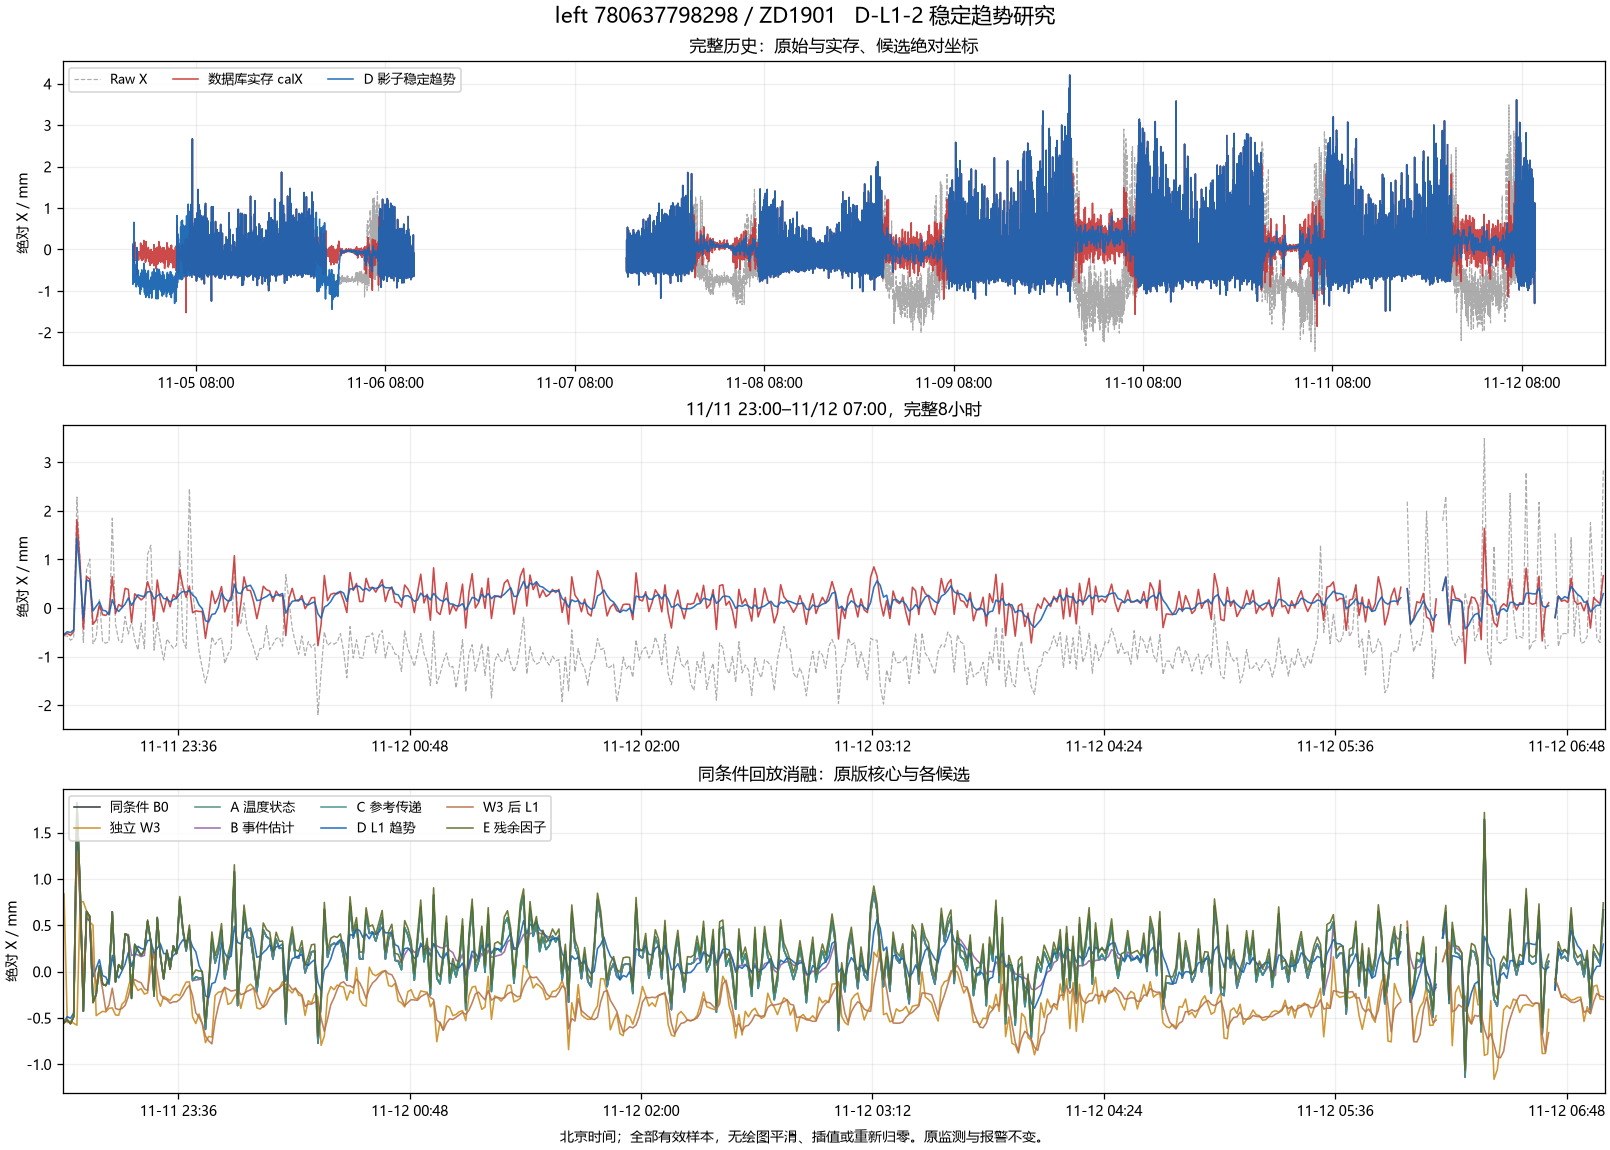 left 780637798298 / ZD1901   D-L1-2 稳定趋势研究
完整历史：原始与实存、候选绝对坐标
Raw X
数据库实存 calX
D 影子稳定趋势
绝对 X / mm
4
3
2
1
0
-1
-2
11-05 08:00
11-06 08:00
11-07 08:00
11-08 08:00
11-09 08:00
11-10 08:00
11-11 08:00
11-12 08:00
11/11 23:00–11/12 07:00，完整8小时
绝对 X / mm
3
2
1
0
-1
-2
11-11 23:36
11-12 00:48
11-12 02:00
11-12 03:12
11-12 04:24
11-12 05:36
11-12 06:48
同条件回放消融：原版核心与各候选
同条件 B0
A 温度状态
C 参考传递
W3 后 L1
独立 W3
B 事件估计
D L1 趋势
E 残余因子
绝对 X / mm
1.5
1.0
0.5
0.0
-0.5
-1.0
11-11 23:36
11-12 00:48
11-12 02:00
11-12 03:12
11-12 04:24
11-12 05:36
11-12 06:48
北京时间；全部有效样本，无绘图平滑、插值或重新归零。原监测与报警不变。